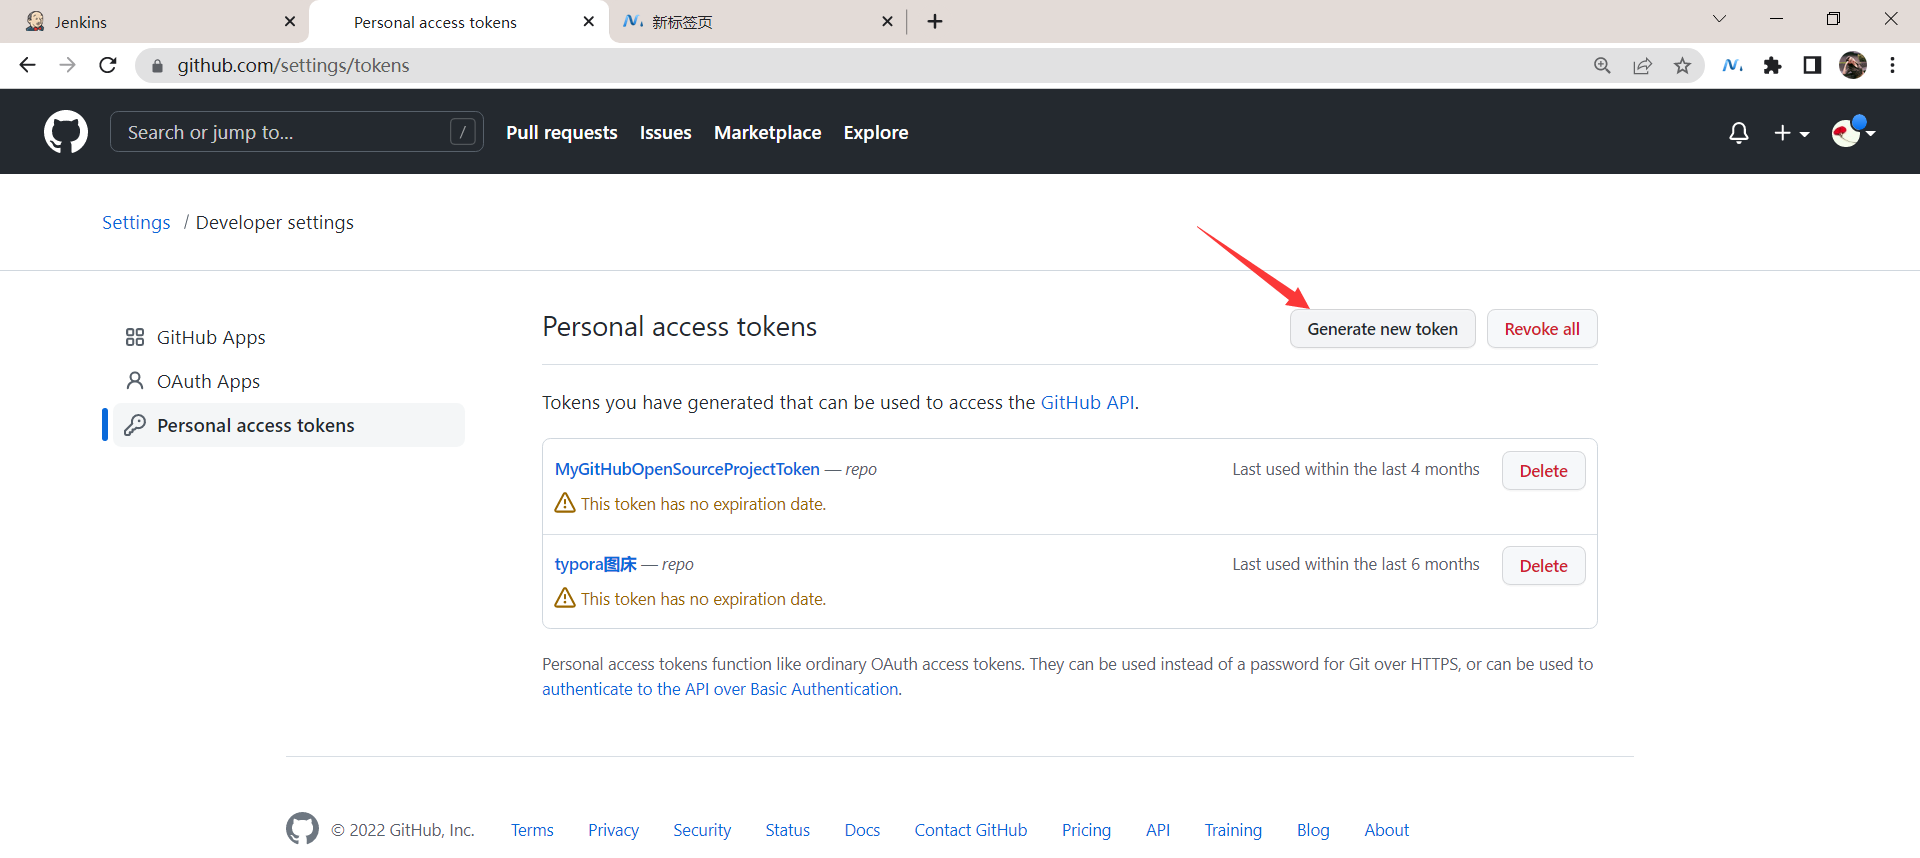 Jenkins
Personal access tokens
新标签页
github.com/settings/tokens
Search or jump to...
/
Pull requests
Issues
Marketplace
Explore
Settings / Developer settings
GitHub Apps
OAuth Apps
Personal access tokens
Personal access tokens
Generate new token
Revoke all
Tokens you have generated that can be used to access the GitHub API.
MyGitHubOpenSourceProjectToken — repo
Last used within the last 4 months
Delete
This token has no expiration date.
typora图床 — repo
Last used within the last 6 months
Delete
This token has no expiration date.
Personal access tokens function like ordinary OAuth access tokens. They can be used instead of a password for Git over HTTPS, or can be used to
authenticate to the API over Basic Authentication.
© 2022 GitHub, Inc.
Terms
Privacy
Security
Status
Docs
Contact GitHub
Pricing
API
Training
Blog
About